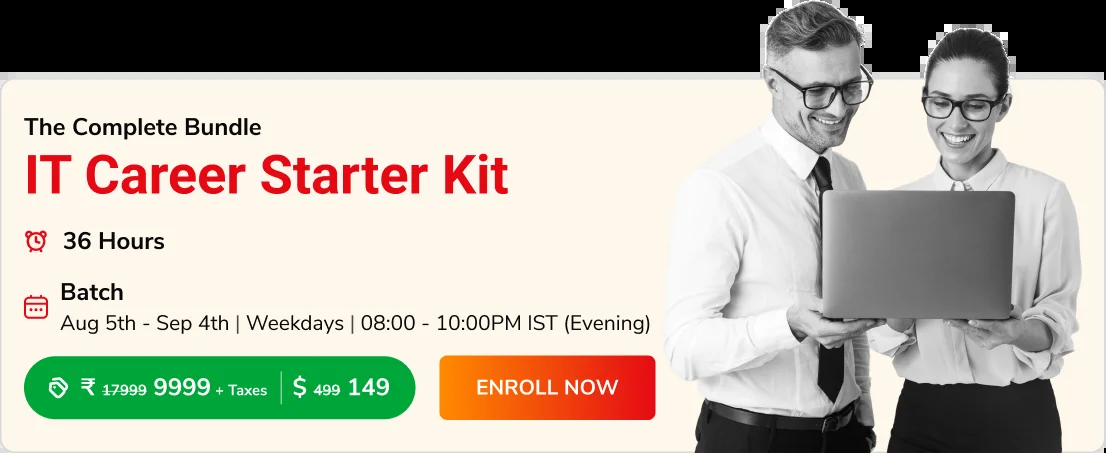 The Complete Bundle
IT Career Starter Kit
36 Hours
Batch
Aug 5th - Sep 4th | Weekdays | 08:00 - 10:00PM IST (Evening)
₹ 17999 9999 + Taxes | $ 499 149
ENROLL NOW